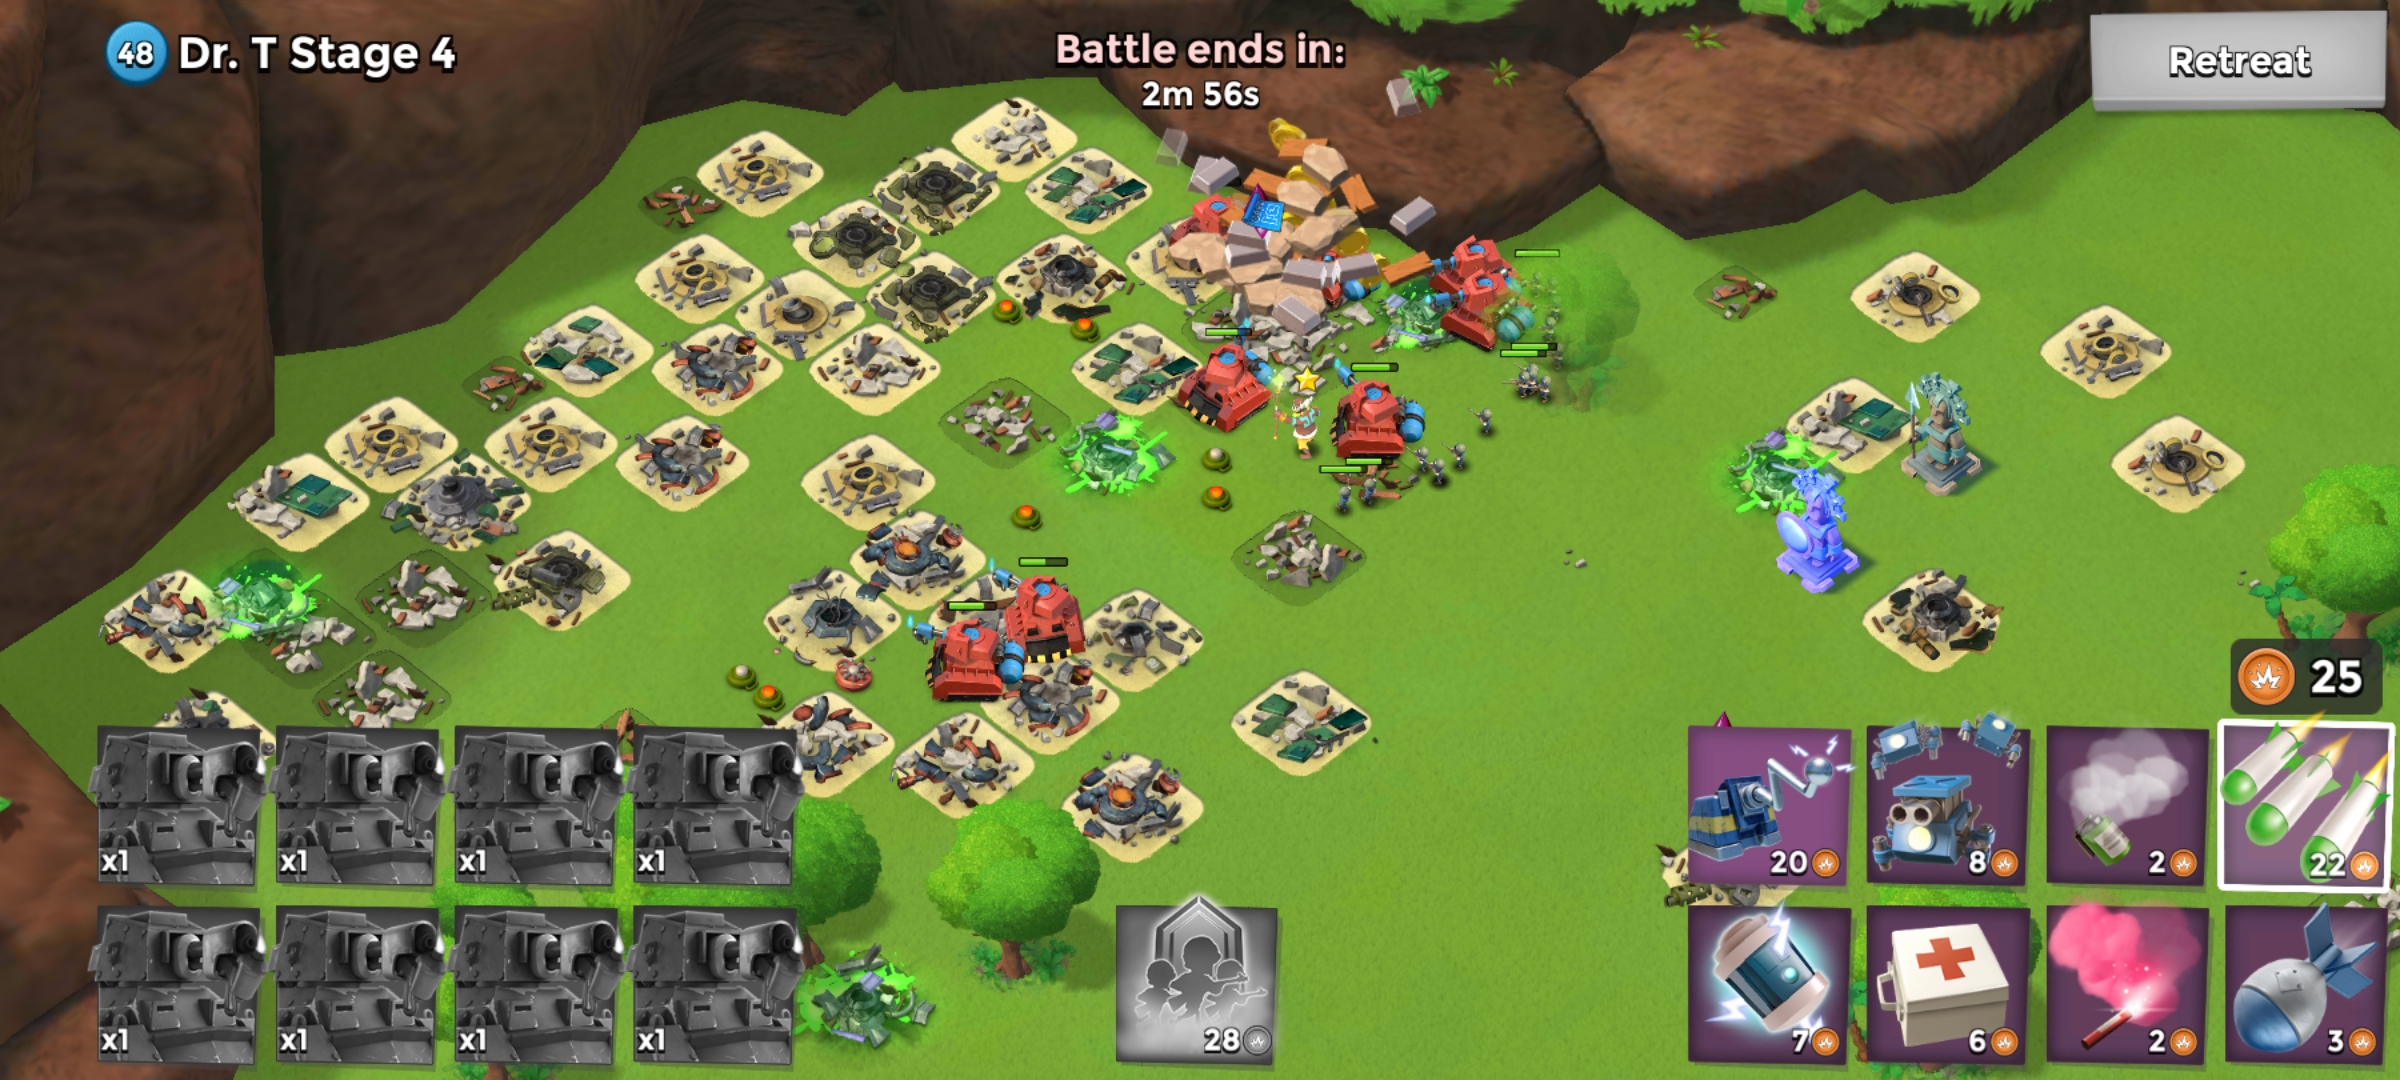 48 Dr. T Stage 4
Battle ends in:
2m 56s
Retreat
25
x1 x1 x1 x1
20 8 2 22
x1 x1 x1 x1
28
7 6 2 3